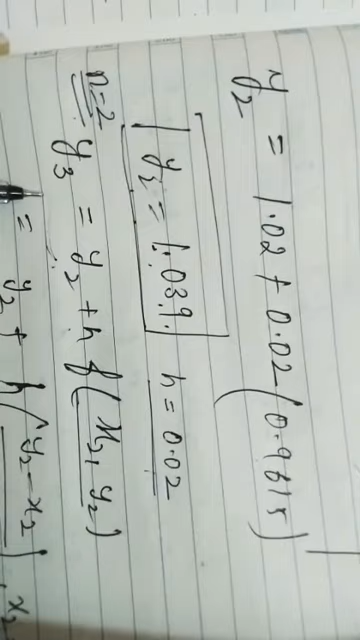 y₂ = 1.02 + 0.02 (0.9615)
y₂ = 1.039. h = 0.02
n=2
y₃ = y₂ + h f(x₂, y₂)
= y₂ + h(y₂ - x₂